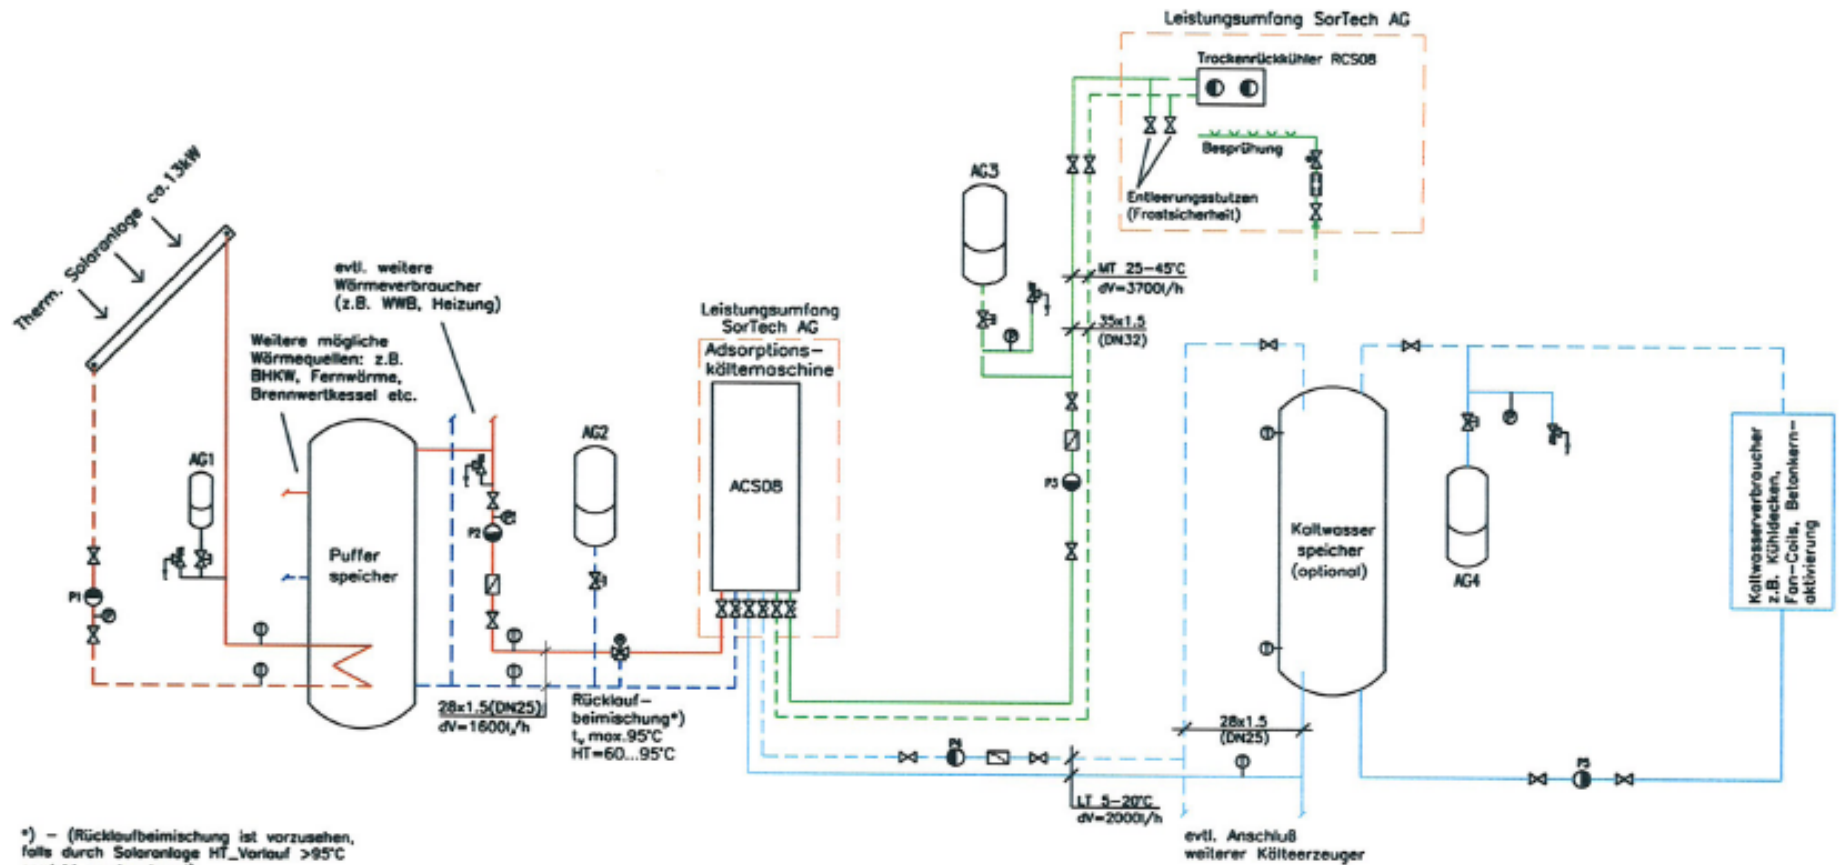 Leistungsumfang SorTech AG
Trockenrückkühler RCS08
Besprühung
Entleerungsstutzen
(Frostsicherheit)
AG3
MT 25-45°C
dV=3700l/h
35x1.5
(DN32)
P3
Therm. Solaranlage ca.13kW
evtl. weitere
Wärmeverbraucher
(z.B. WWB, Heizung)
Weitere mögliche
Wärmequellen: z.B.
BHKW, Fernwärme,
Brennwertkessel etc.
AG1
P1
Puffer
speicher
P2
AG2
Leistungsumfang
SorTech AG
Adsorptions-
kältemaschine
ACS08
28x1.5(DN25)
dV=1600l/h
Rücklauf-
beimischung*)
tv max.95°C
HT=60...95°C
P4
LT 5-20°C
dV=2000l/h
28x1.5
(DN25)
Kaltwasser
speicher
(optional)
AG4
Kaltwasserverbraucher
z.B. Kühldecken,
Fan-Coils, Betonkern-
aktivierung
P5
evtl. Anschluß
weiterer Kälteerzeuger
*) - (Rücklaufbeimischung ist vorzusehen,
falls durch Solaranlage HT_Vorlauf >95°C